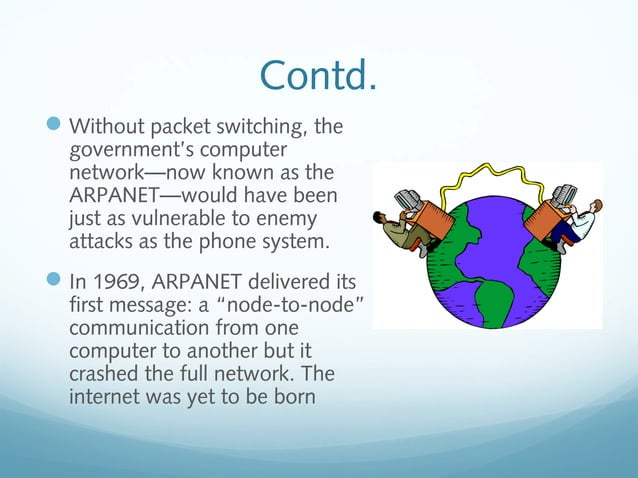 Contd.
Without packet switching, the
government’s computer
network—now known as the
ARPANET—would have been
just as vulnerable to enemy
attacks as the phone system.
In 1969, ARPANET delivered its
first message: a “node-to-node”
communication from one
computer to another but it
crashed the full network. The
internet was yet to be born